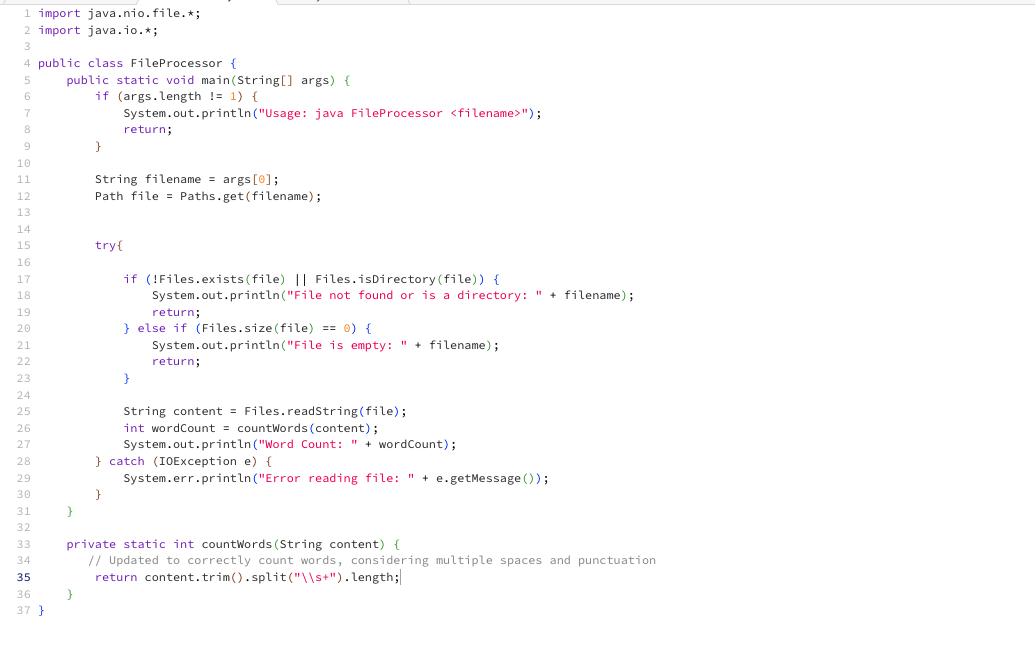 1 import java.nio.file.*;
2 import java.io.*;
3
4 public class FileProcessor {
5     public static void main(String[] args) {
6         if (args.length != 1) {
7             System.out.println("Usage: java FileProcessor <filename>");
8             return;
9         }
10
11         String filename = args[0];
12         Path file = Paths.get(filename);
13
14
15         try{
16
17             if (!Files.exists(file) || Files.isDirectory(file)) {
18                 System.out.println("File not found or is a directory: " + filename);
19                 return;
20             } else if (Files.size(file) == 0) {
21                 System.out.println("File is empty: " + filename);
22                 return;
23             }
24
25             String content = Files.readString(file);
26             int wordCount = countWords(content);
27             System.out.println("Word Count: " + wordCount);
28         } catch (IOException e) {
29             System.err.println("Error reading file: " + e.getMessage());
30         }
31     }
32
33     private static int countWords(String content) {
34        // Updated to correctly count words, considering multiple spaces and punctuation
35         return content.trim().split("\\s+").length;
36     }
37 }